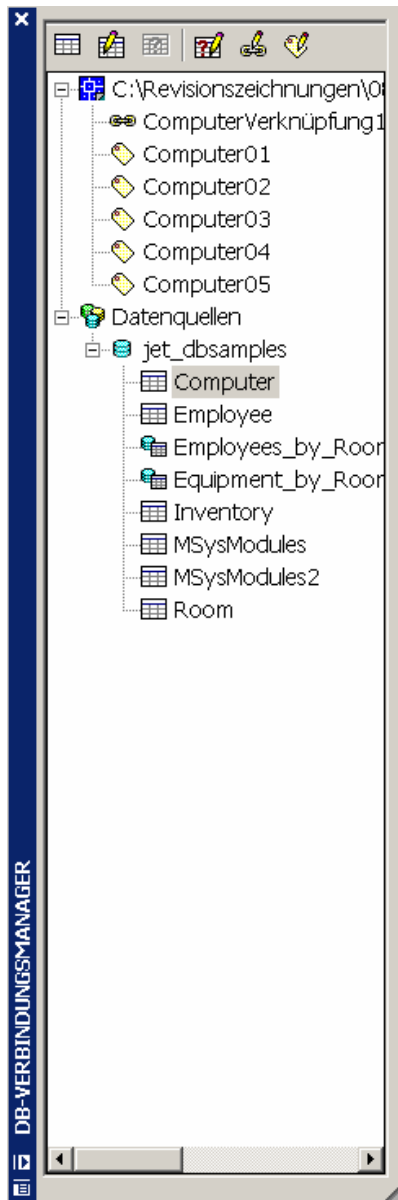 C:\Revisionszeichnungen\0
ComputerVerknüpfung1
Computer01
Computer02
Computer03
Computer04
Computer05
Datenquellen
jet_dbsamples
Computer
Employee
Employees_by_Roor
Equipment_by_Roor
Inventory
MSysModules
MSysModules2
Room
DB-VERBINDUNGSMANAGER